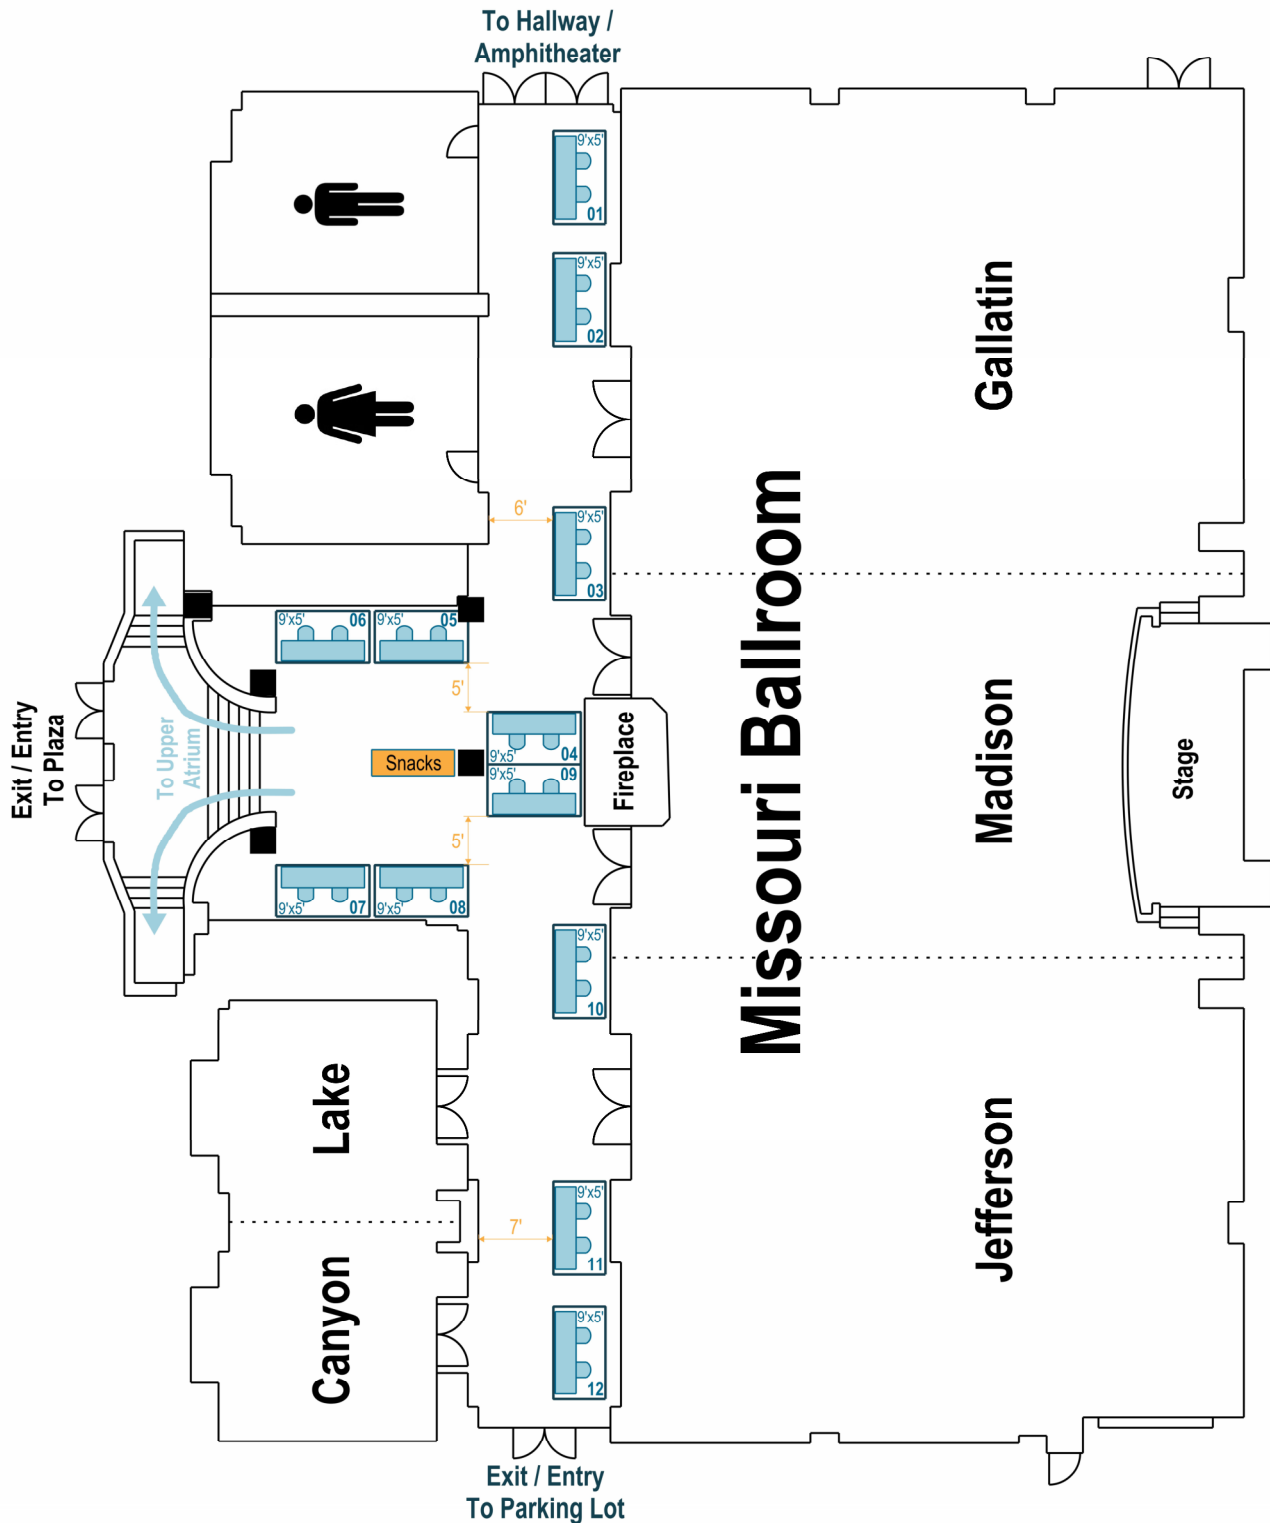 To Hallway /
Amphitheater
9'x5'
01
9'x5'
02
Gallatin
6'
9'x5'
03
Missouri Ballroom
9'x5'
06
9'x5'
05
5'
Exit / Entry
To Plaza
To Upper
Atrium
Snacks
9'x5'
04
9'x5'
09
Fireplace
Madison
Stage
5'
9'x5'
07
9'x5'
08
9'x5'
10
Lake
Jefferson
7'
9'x5'
11
Canyon
9'x5'
12
Exit / Entry
To Parking Lot